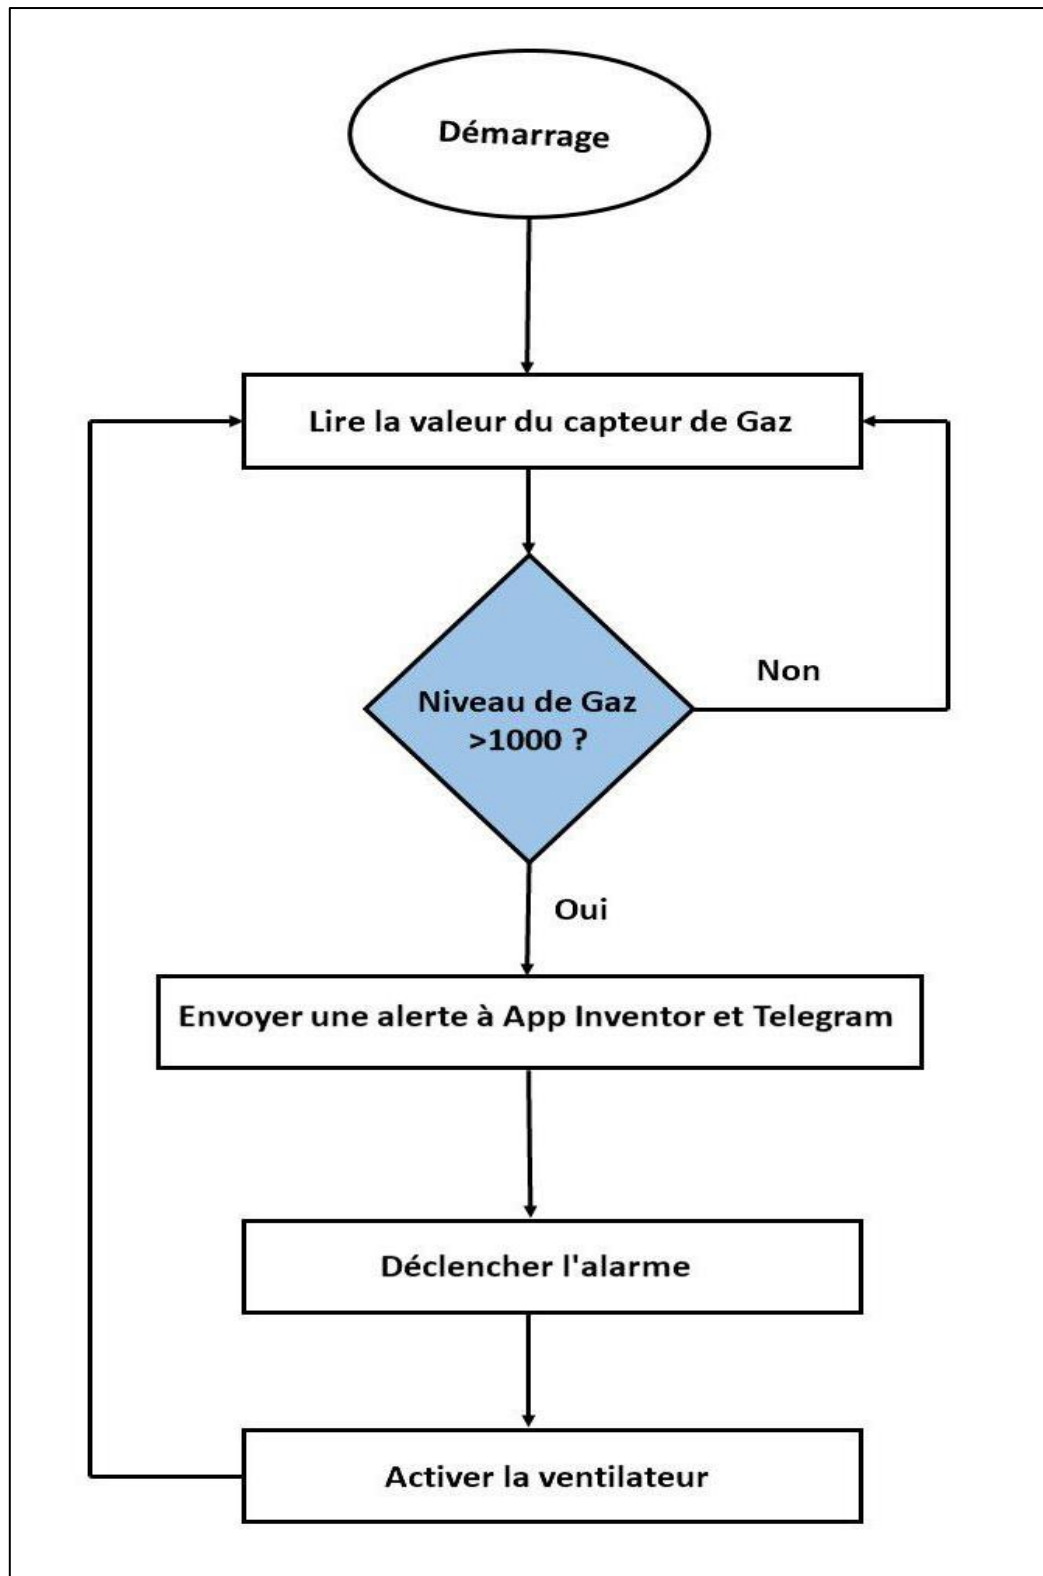 Démarrage
Lire la valeur du capteur de Gaz
Niveau de Gaz
>1000 ?
Non
Oui
Envoyer une alerte à App Inventor et Telegram
Déclencher l'alarme
Activer la ventilateur